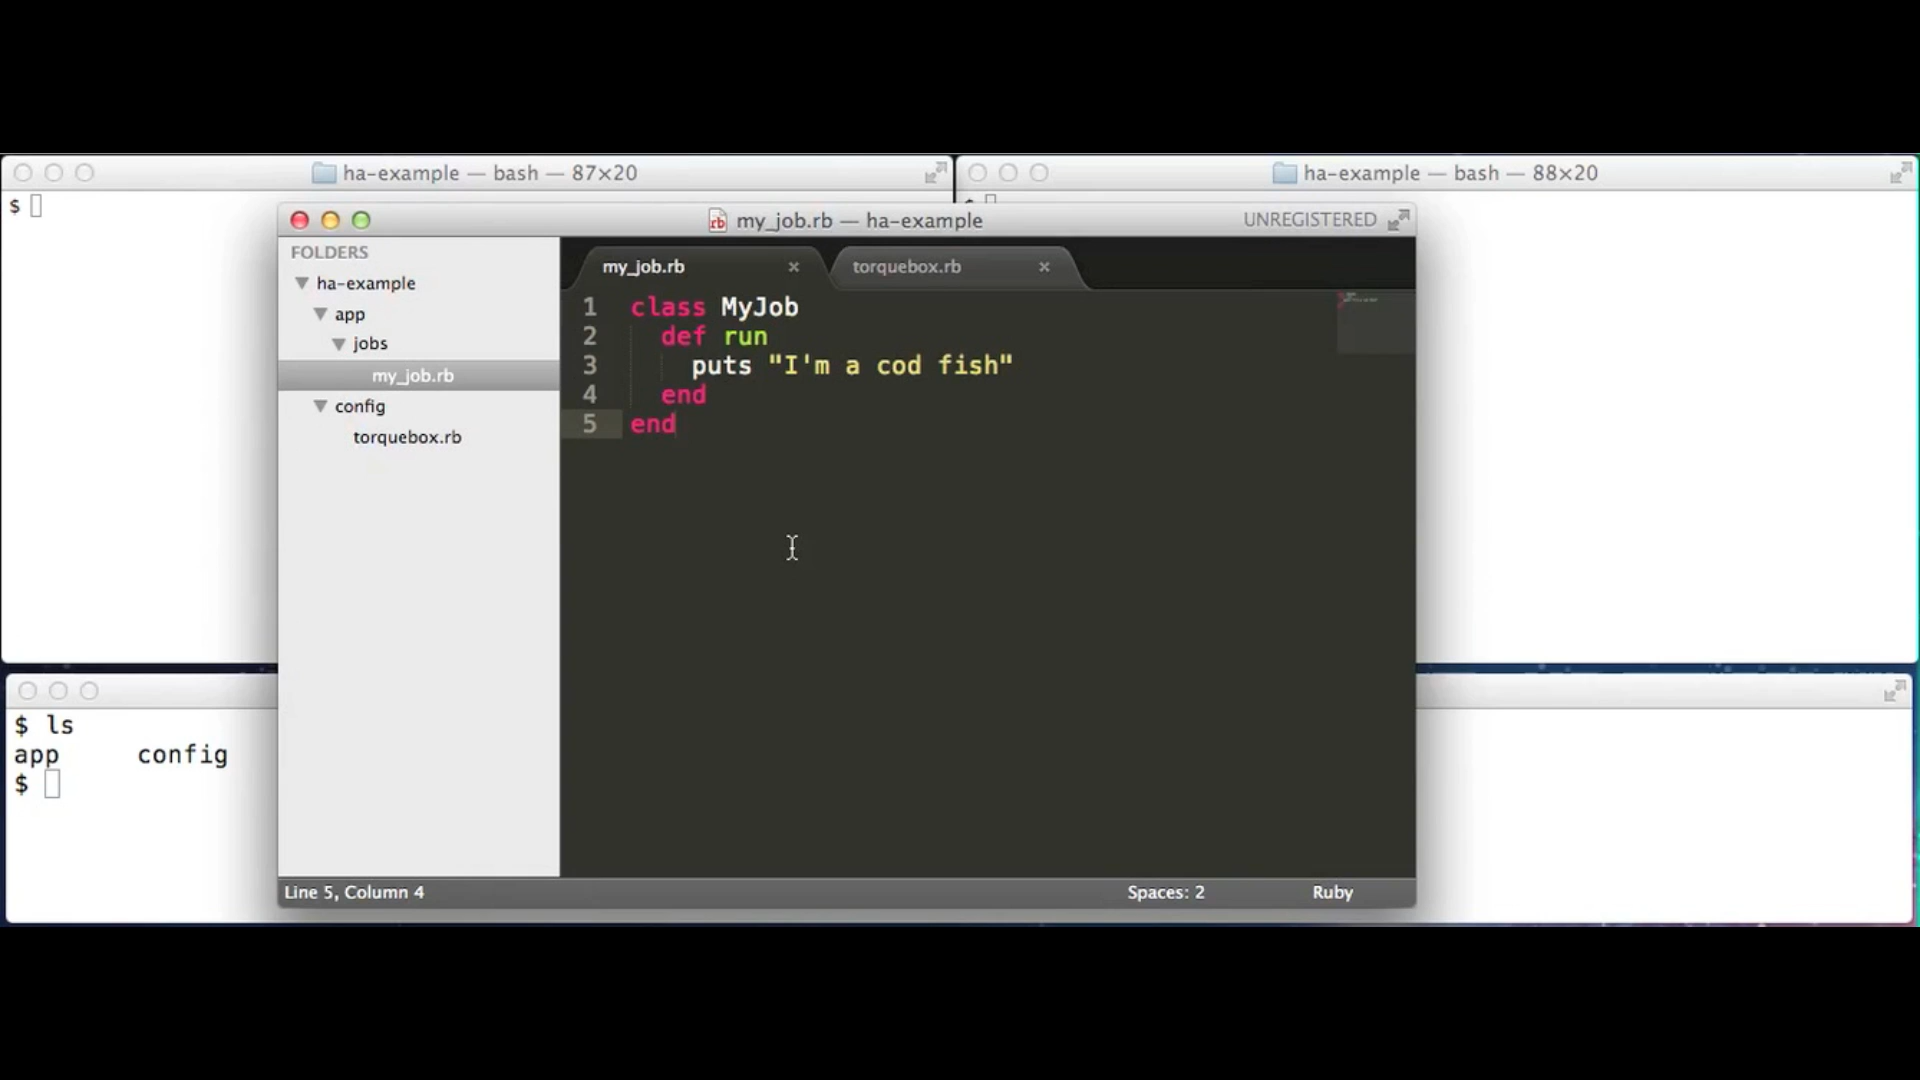 ha-example — bash — 87×20
ha-example — bash — 88×20
$
my_job.rb — ha-example
UNREGISTERED
FOLDERS
ha-example
app
jobs
my_job.rb
config
torquebox.rb
my_job.rb
torquebox.rb
1 class MyJob
2 def run
3 puts "I'm a cod fish"
4 end
5 end
$ ls
app config
$
Line 5, Column 4
Spaces: 2
Ruby